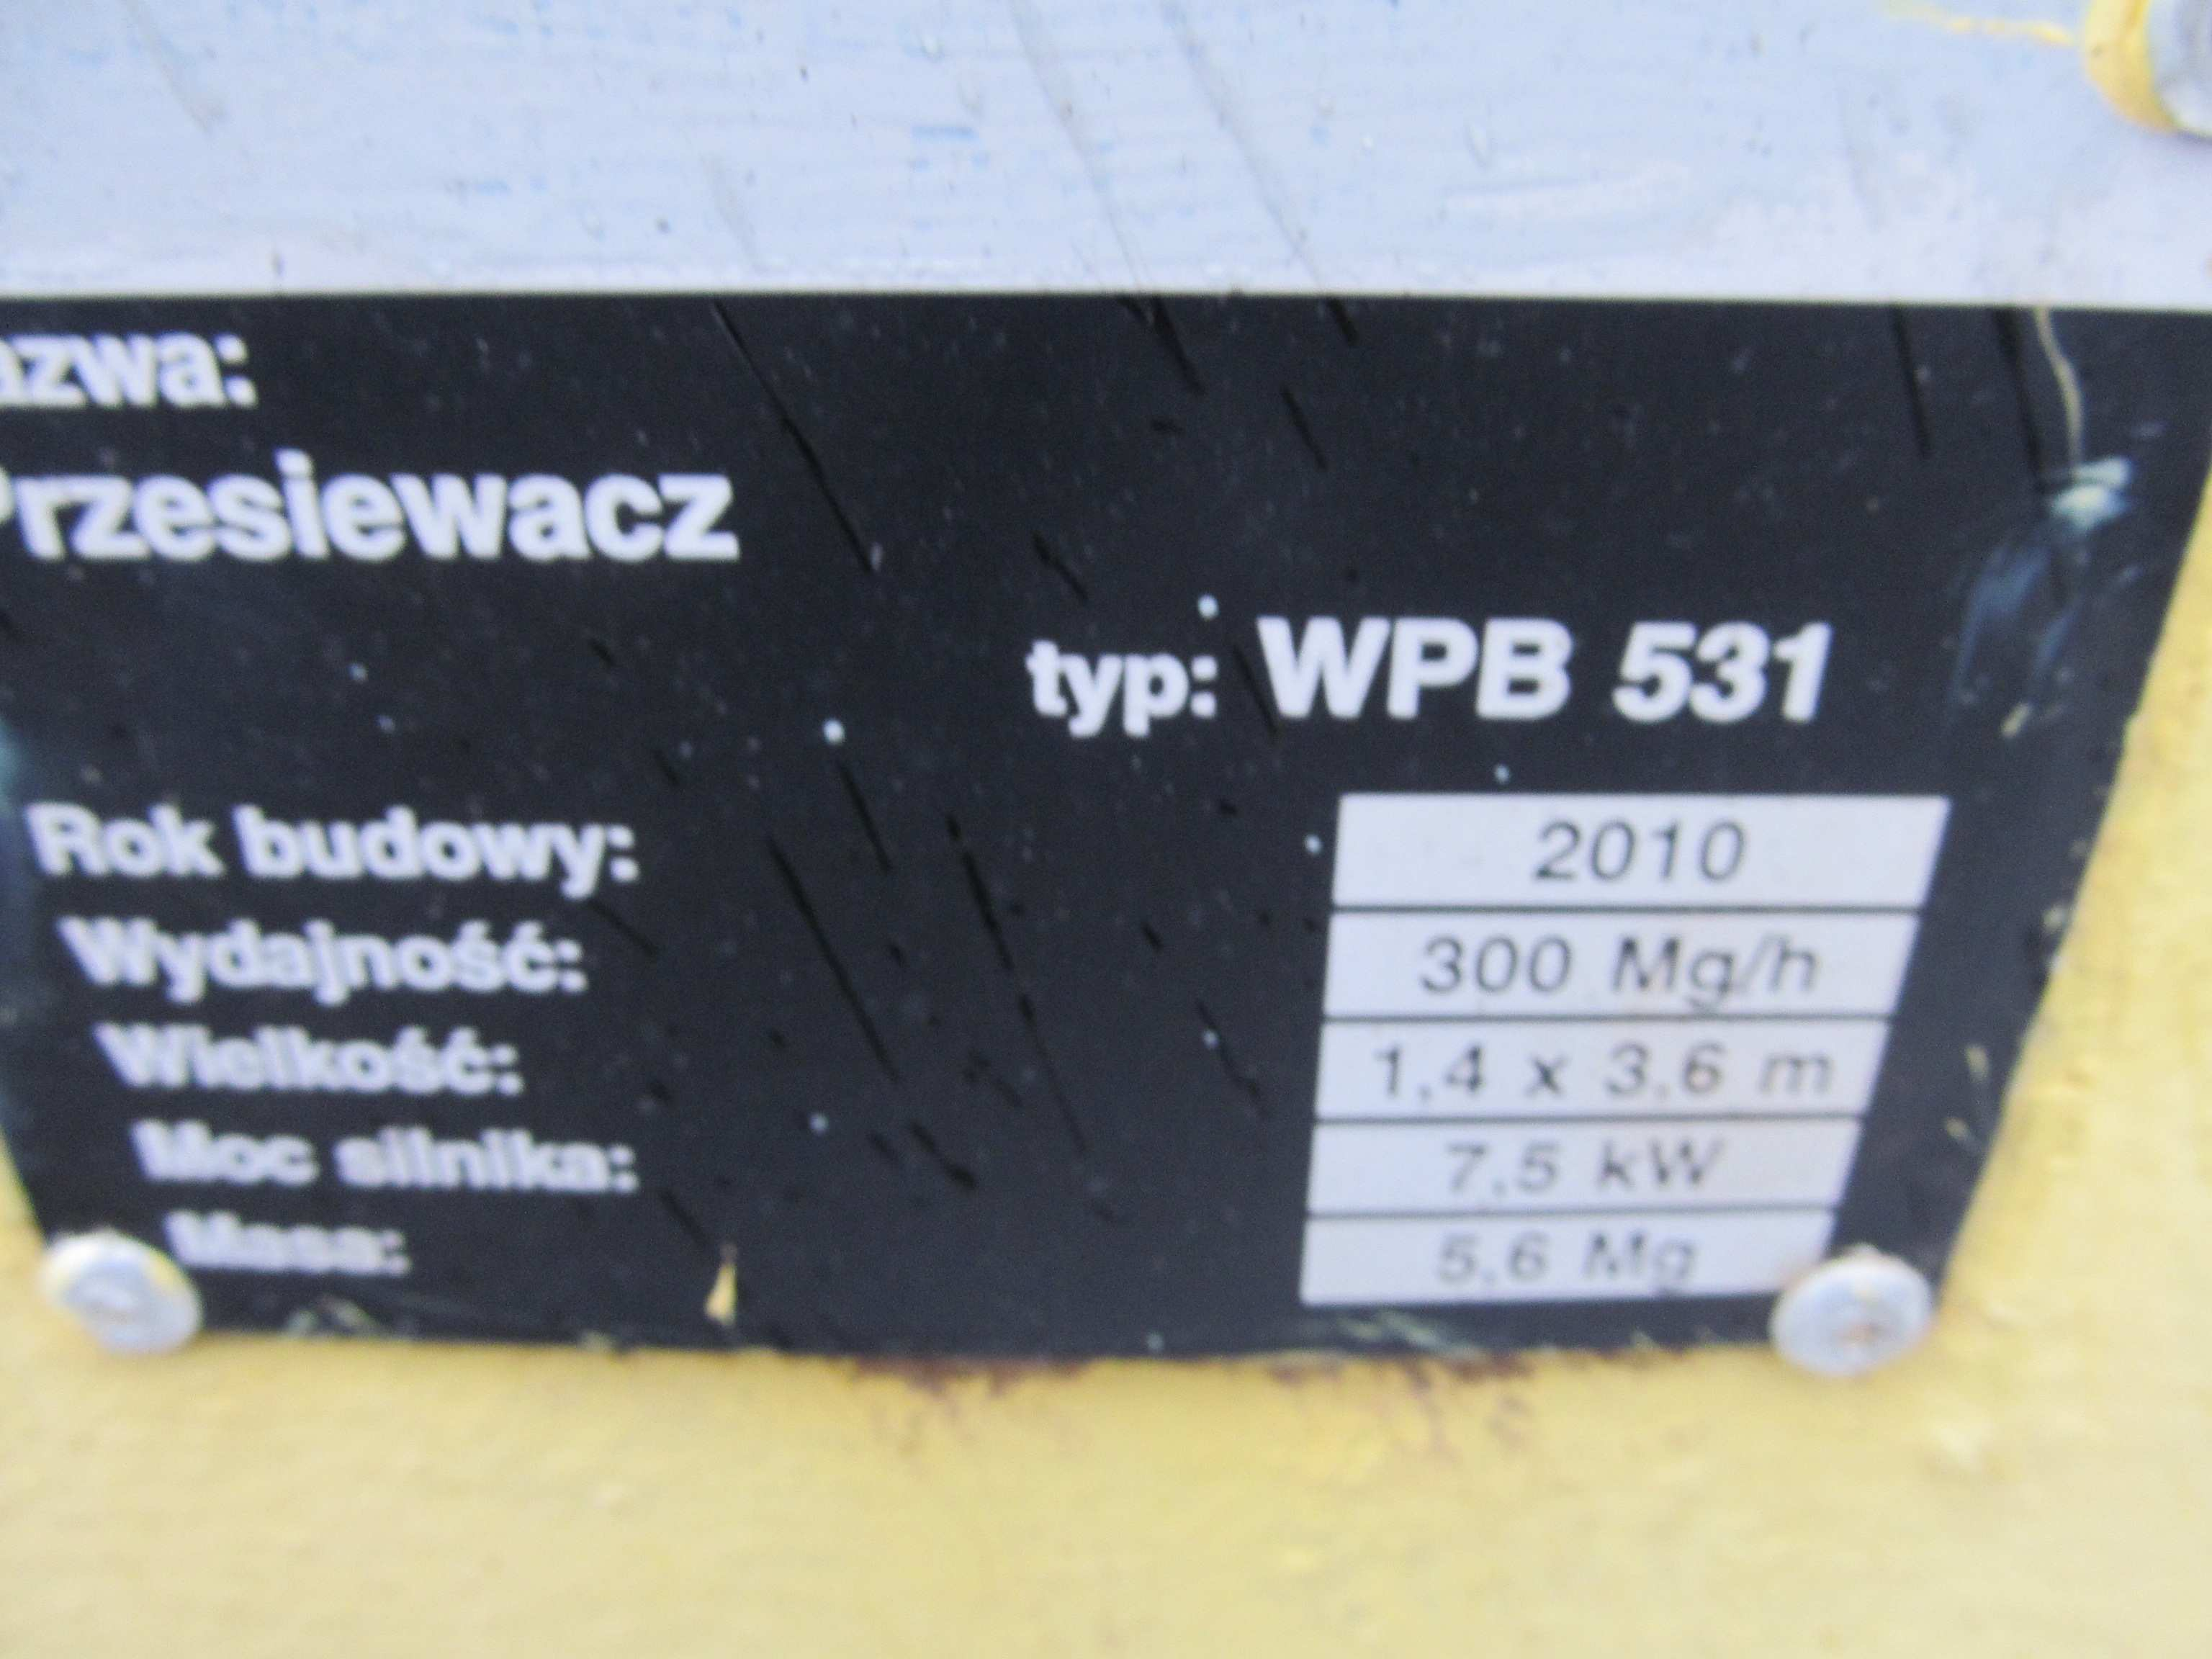 azwa:
Przesiewacz
typ: WPB 531
Rok budowy: 2010
Wydajność: 300 Mg/h
Wielkość: 1,4 x 3,6 m
Moc silnika: 7,5 kW
Masa: 5,6 Mg